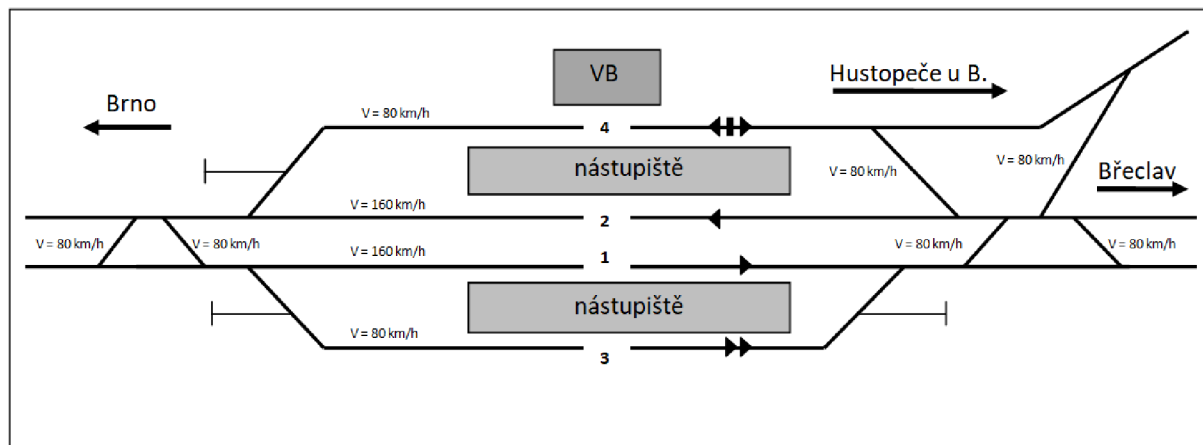 VB
Hustopeče u B.
Brno
V = 80 km/h
4
nástupiště
V = 80 km/h
V = 80 km/h
Břeclav
V = 160 km/h
2
V = 80 km/h
V = 80 km/h
V = 160 km/h
1
V = 80 km/h
V = 80 km/h
nástupiště
V = 80 km/h
3